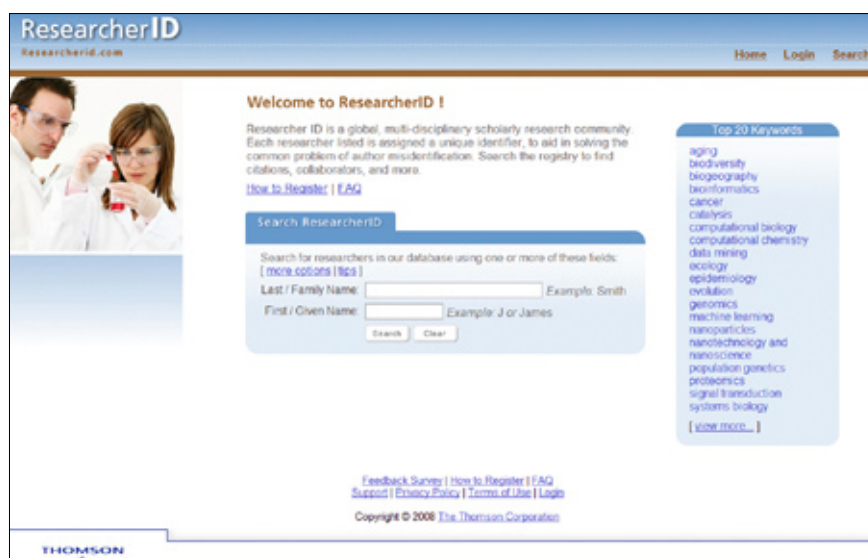 ResearcherID
Researcherid.com
Home Login Search
Welcome to ResearcherID !
Researcher ID is a global, multi-disciplinary scholarly research community.
Each researcher listed is assigned a unique identifier, to aid in solving the
common problem of author misidentification. Search the registry to find
citations, collaborators, and more.
How to Register | FAQ
Search ResearcherID
Search for researchers in our database using one or more of these fields:
[ more options | tips ]
Last / Family Name: Example: Smith
First / Given Name: Example: J or James
Search Clear
Top 20 Keywords
aging
biodiversity
biogeography
bioinformatics
cancer
catalysis
computational biology
computational chemistry
data mining
ecology
epidemiology
evolution
genomics
machine learning
nanoparticles
nanotechnology and
nanoscience
population genetics
proteomics
signal transduction
systems biology
[ view more... ]
Feedback Survey | How to Register | FAQ
Support | Privacy Policy | Terms of Use | Login
Copyright © 2008 The Thomson Corporation
THOMSON